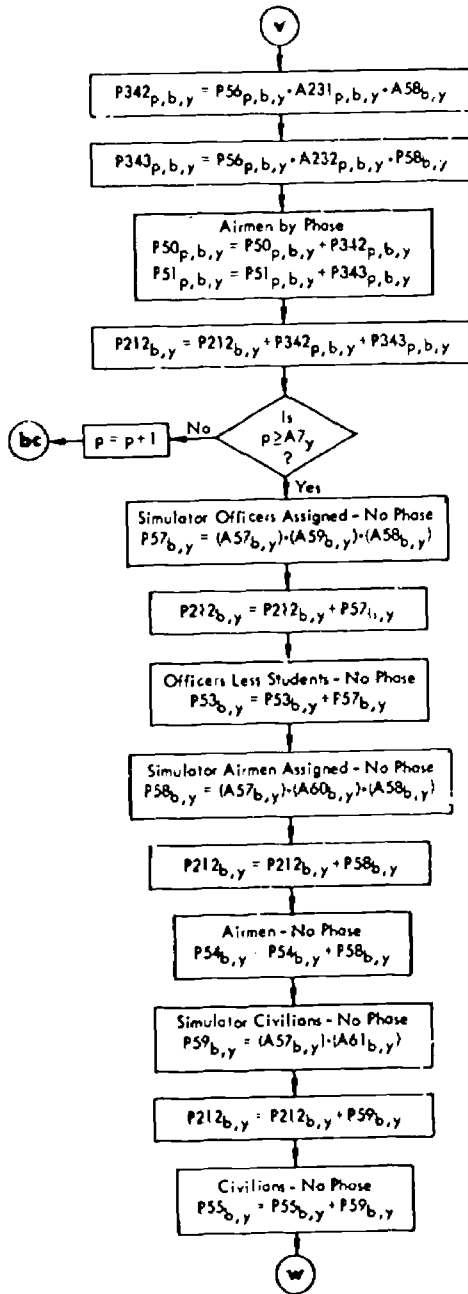 v
P342p,b,y = P56p,b,y • A231p,b,y • A58b,y
P343p,b,y = P56p,b,y • A232p,b,y • P58b,y
Airmen by Phase
P50p,b,y = P50p,b,y + P342p,b,y
P51p,b,y = P51p,b,y + P343p,b,y
P212b,y = P212b,y + P342p,b,y + P343p,b,y
Is
p ≥ A7y
?
No
p = p+1
bc
Yes
Simulator Officers Assigned - No Phase
P57b,y = (A57b,y)•(A59b,y)•(A58b,y)
P212b,y = P212b,y + P57b,y
Officers Less Students - No Phase
P53b,y = P53b,y + P57b,y
Simulator Airmen Assigned - No Phase
P58b,y = (A57b,y)•(A60b,y)•(A58b,y)
P212b,y = P212b,y + P58b,y
Airmen - No Phase
P54b,y P54b,y + P58b,y
Simulator Civilians - No Phase
P59b,y = (A57b,y)•(A61b,y)
P212b,y = P212b,y + P59b,y
Civilians - No Phase
P55b,y = P55b,y + P59b,y
w